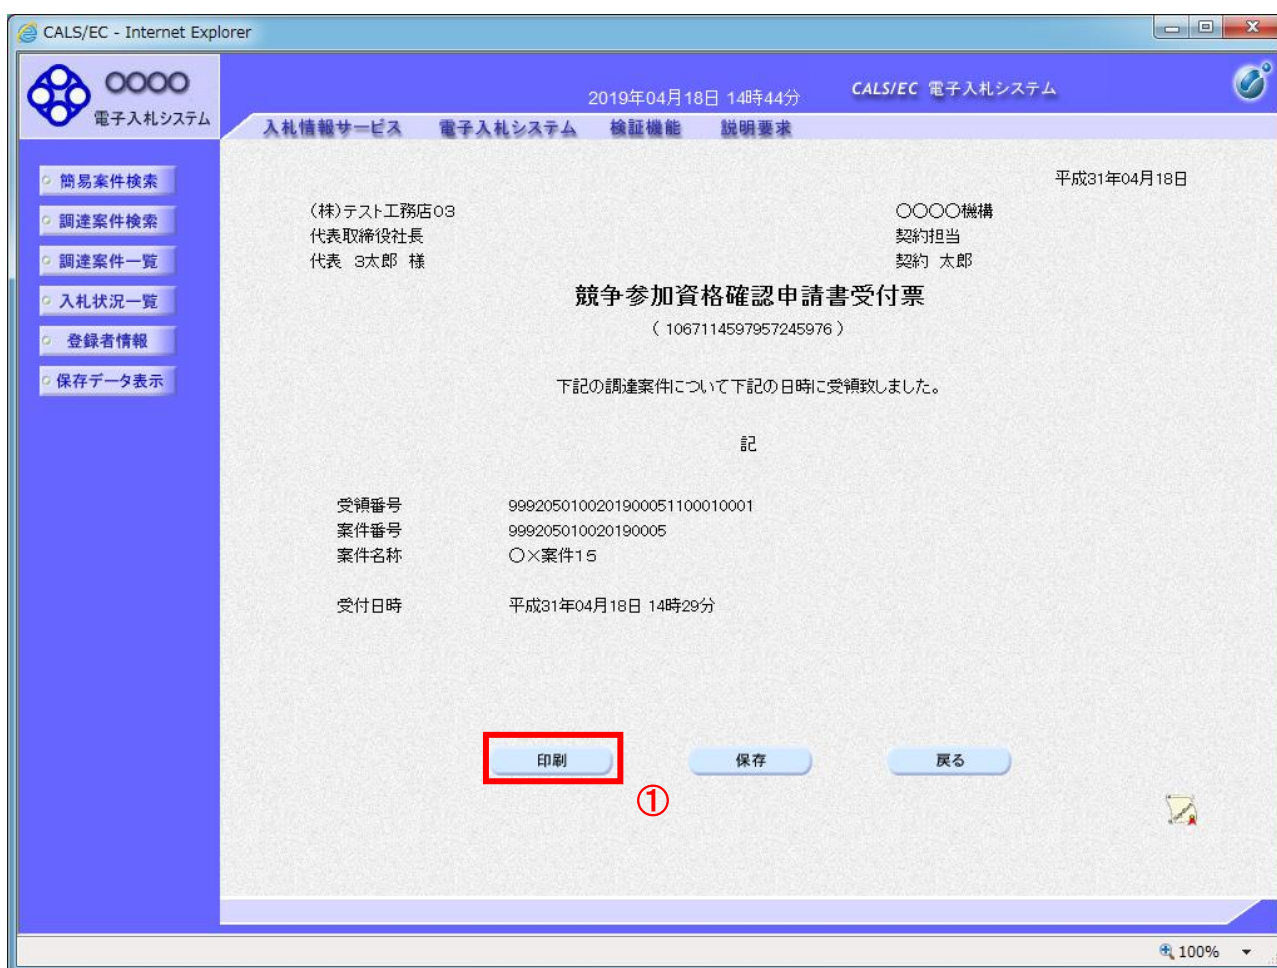 CALS/EC - Internet Explorer
○○○○
電子入札システム
2019年04月18日 14時44分
CALS/EC 電子入札システム
入札情報サービス 電子入札システム 検証機能 説明要求
簡易案件検索
調達案件検索
調達案件一覧
入札状況一覧
登録者情報
保存データ表示
平成31年04月18日
(株)テスト工務店03
代表取締役社長
代表 3太郎 様
〇〇〇〇機構
契約担当
契約 太郎
競争参加資格確認申請書受付票
( 1067114597957245976 )
下記の調達案件について下記の日時に受領致しました。
記
受領番号 9992050100201900051100010001
案件番号 999205010020190005
案件名称 〇×案件15
受付日時 平成31年04月18日 14時29分
印刷 保存 戻る
①
100%